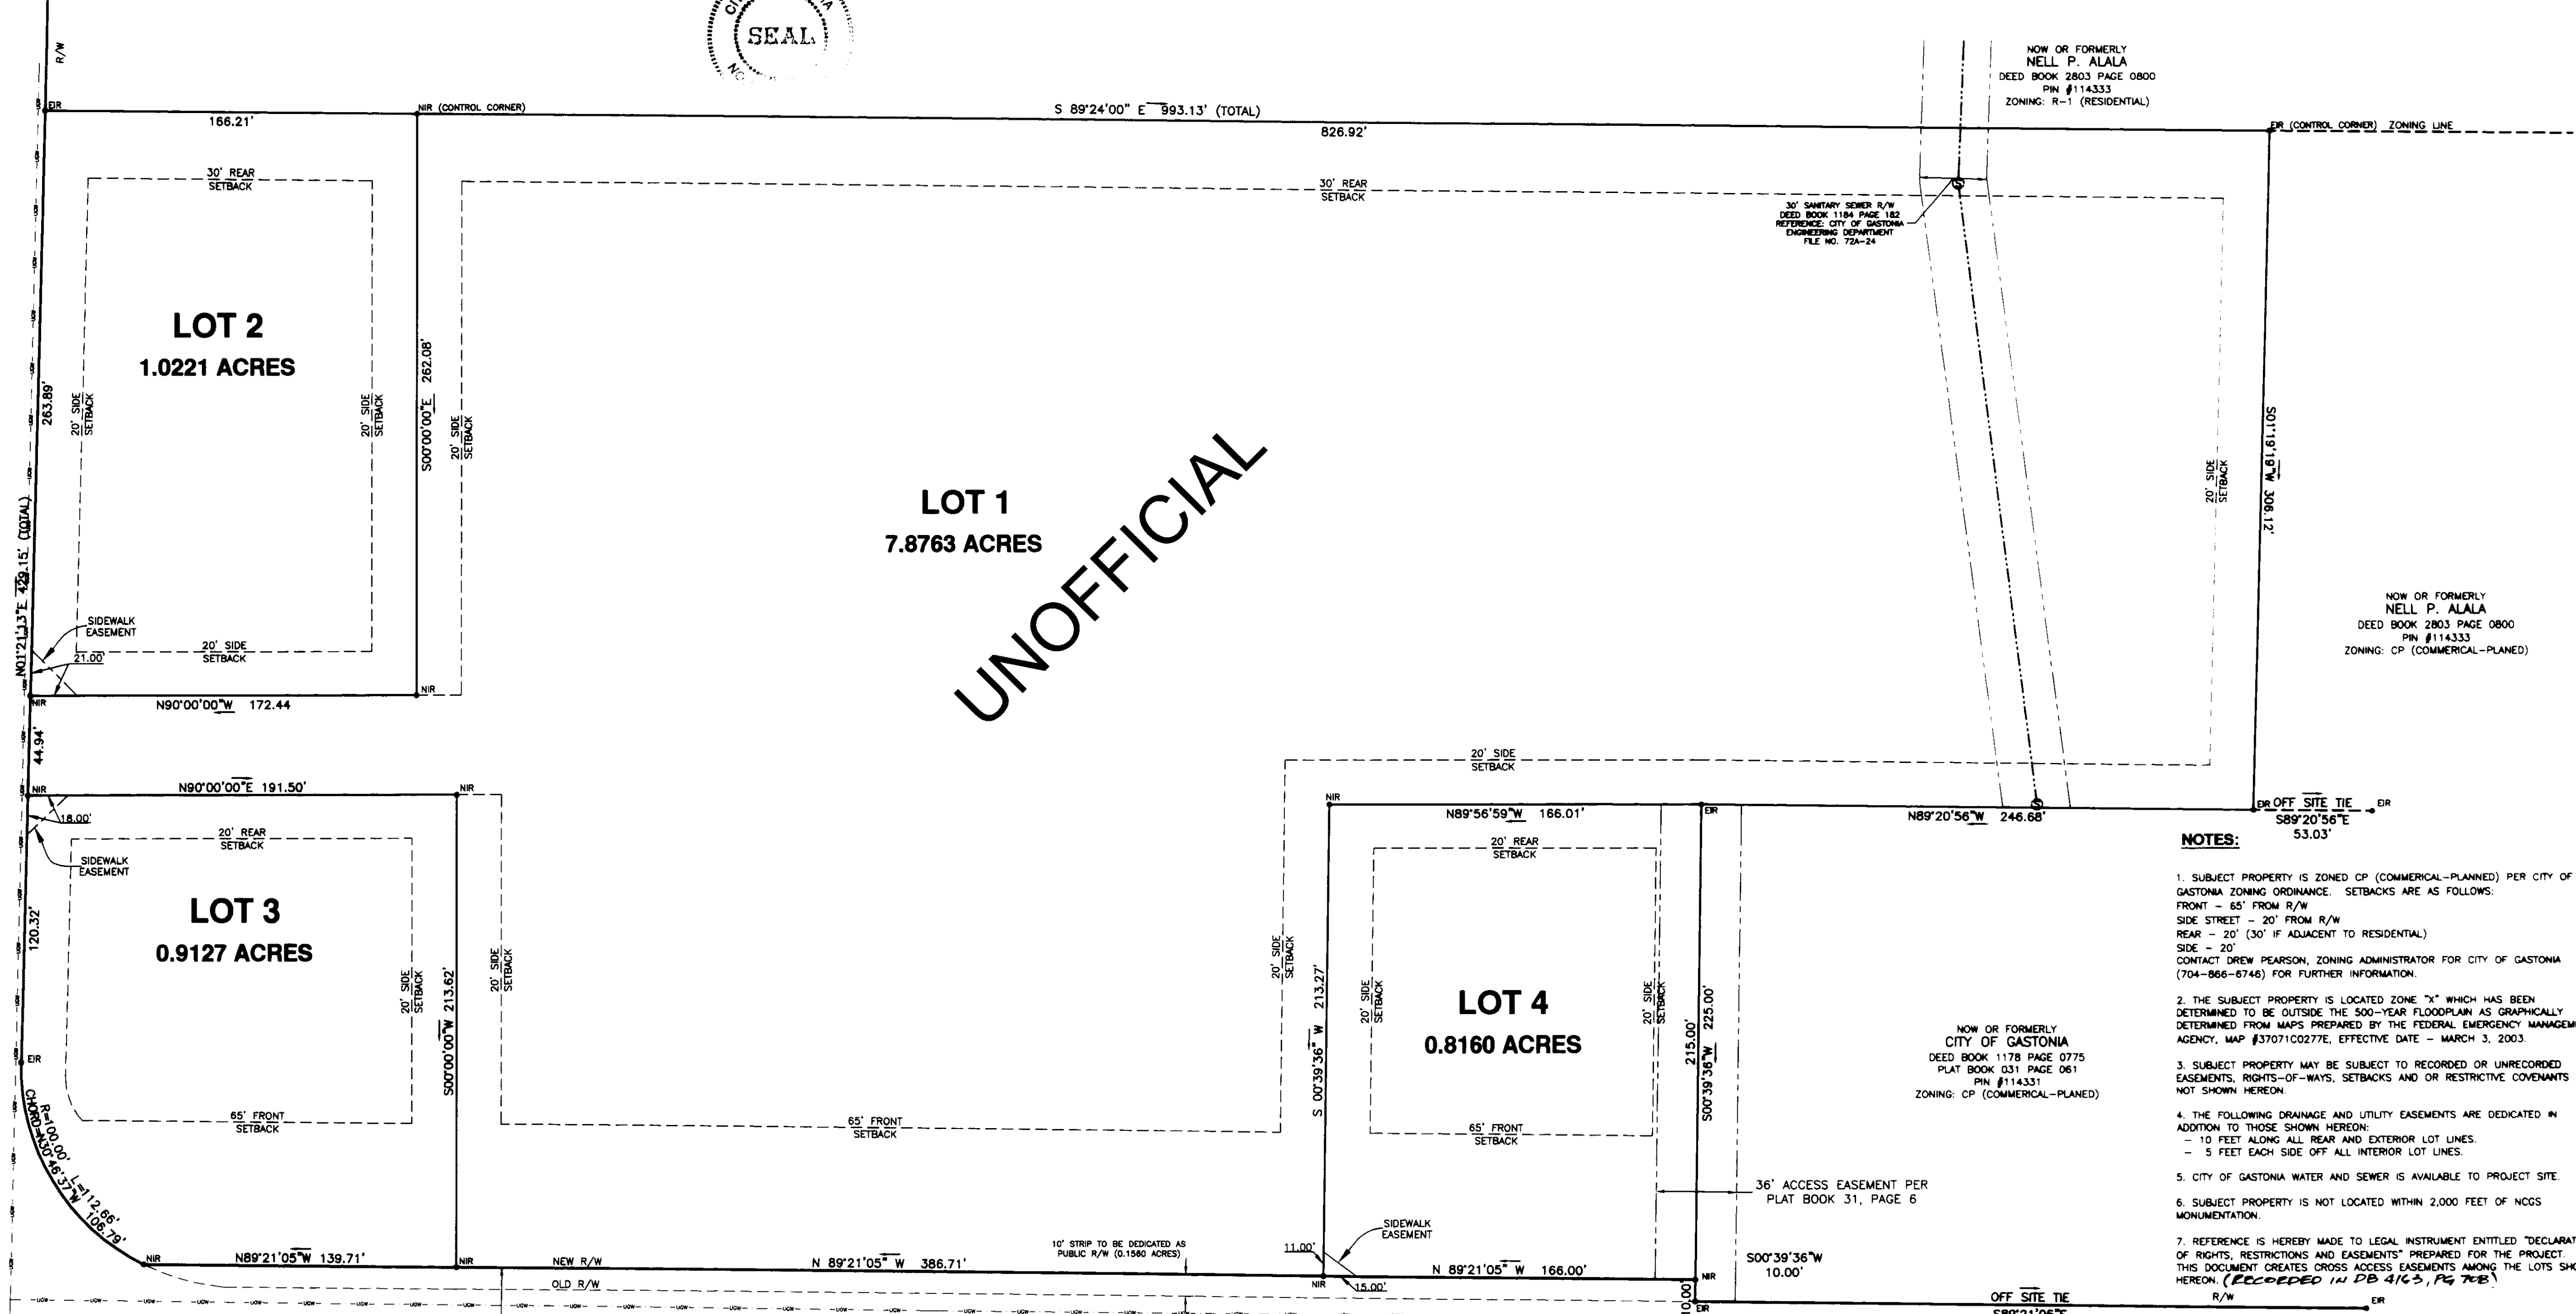 SEAL
R/W
NOW OR FORMERLY
NELL P. ALALA
DEED BOOK 2803 PAGE 0800
PIN #114333
ZONING: R-1 (RESIDENTIAL)
EIR
NIR (CONTROL CORNER)
S 89°24'00" E 993.13' (TOTAL)
166.21'
826.92'
EIR (CONTROL CORNER) ZONING LINE
30' REAR
SETBACK
30' REAR
SETBACK
30' SANITARY SEWER R/W
DEED BOOK 1184 PAGE 182
REFERENCE: CITY OF GASTONIA
ENGINEERING DEPARTMENT
FILE NO. 72A-24
LOT 2
1.0221 ACRES
263.89'
20' SIDE
SETBACK
20' SIDE
SETBACK
S00°00'00"E 262.08'
20' SIDE
SETBACK
LOT 1
7.8763 ACRES
UNOFFICIAL
20' SIDE
SETBACK
S01°19'19"W 306.12'
N01°21'13"E 429.15' (TOTAL)
SIDEWALK
EASEMENT
20' SIDE
SETBACK
21.00'
NIR
NIR
N90°00'00"W 172.44
NOW OR FORMERLY
NELL P. ALALA
DEED BOOK 2803 PAGE 0800
PIN #114333
ZONING: CP (COMMERICAL-PLANED)
44.94'
20' SIDE
SETBACK
NIR
N90°00'00"E 191.50'
NIR
NIR
N89°56'59"W 166.01'
EIR
N89°20'56"W 246.68'
EIR OFF SITE TIE EIR
S89°20'56"E
53.03'
18.00'
SIDEWALK
EASEMENT
20' REAR
SETBACK
LOT 3
0.9127 ACRES
120.32'
20' SIDE
SETBACK
S00°00'00"W 213.62'
20' SIDE
SETBACK
EIR
65' FRONT
SETBACK
R=100.00' L=112.66'
CHORD=N30°46'37"W 106.79'
NIR
N89°21'05"W 139.71'
NIR
65' FRONT
SETBACK
NEW R/W
OLD R/W
N 89°21'05" W 386.71'
10' STRIP TO BE DEDICATED AS
PUBLIC R/W (0.1580 ACRES)
20' SIDE
SETBACK
S 00°39'36" W 213.27'
20' REAR
SETBACK
20' SIDE
SETBACK
LOT 4
0.8160 ACRES
20' SIDE
SETBACK
65' FRONT
SETBACK
215.00'
S00°39'36"W 225.00'
36' ACCESS EASEMENT PER
PLAT BOOK 31, PAGE 6
SIDEWALK
EASEMENT
11.00'
NIR
15.00'
N 89°21'05" W 166.00'
NIR
S00°39'36"W
10.00'
10.00'
EIR
OFF SITE TIE
R/W
EIR
NOW OR FORMERLY
CITY OF GASTONIA
DEED BOOK 1178 PAGE 0775
PLAT BOOK 031 PAGE 061
PIN #114331
ZONING: CP (COMMERICAL-PLANED)
NOTES:
1. SUBJECT PROPERTY IS ZONED CP (COMMERICAL-PLANNED) PER CITY OF
GASTONIA ZONING ORDINANCE. SETBACKS ARE AS FOLLOWS:
FRONT - 65' FROM R/W
SIDE STREET - 20' FROM R/W
REAR - 20' (30' IF ADJACENT TO RESIDENTIAL)
SIDE - 20'
CONTACT DREW PEARSON, ZONING ADMINISTRATOR FOR CITY OF GASTONIA
(704-866-6746) FOR FURTHER INFORMATION.
2. THE SUBJECT PROPERTY IS LOCATED ZONE "X" WHICH HAS BEEN
DETERMINED TO BE OUTSIDE THE 500-YEAR FLOODPLAIN AS GRAPHICALLY
DETERMINED FROM MAPS PREPARED BY THE FEDERAL EMERGENCY MANAGEME
AGENCY, MAP #37071C0277E, EFFECTIVE DATE - MARCH 3, 2003.
3. SUBJECT PROPERTY MAY BE SUBJECT TO RECORDED OR UNRECORDED
EASEMENTS, RIGHTS-OF-WAYS, SETBACKS AND OR RESTRICTIVE COVENANTS
NOT SHOWN HEREON.
4. THE FOLLOWING DRAINAGE AND UTILITY EASEMENTS ARE DEDICATED IN
ADDITION TO THOSE SHOWN HEREON:
- 10 FEET ALONG ALL REAR AND EXTERIOR LOT LINES.
- 5 FEET EACH SIDE OFF ALL INTERIOR LOT LINES.
5. CITY OF GASTONIA WATER AND SEWER IS AVAILABLE TO PROJECT SITE.
6. SUBJECT PROPERTY IS NOT LOCATED WITHIN 2,000 FEET OF NCGS
MONUMENTATION.
7. REFERENCE IS HEREBY MADE TO LEGAL INSTRUMENT ENTITLED "DECLARAT
OF RIGHTS, RESTRICTIONS AND EASEMENTS" PREPARED FOR THE PROJECT.
THIS DOCUMENT CREATES CROSS ACCESS EASEMENTS AMONG THE LOTS SHO
HEREON. (RECORDED IN DB 4163, PG 708)